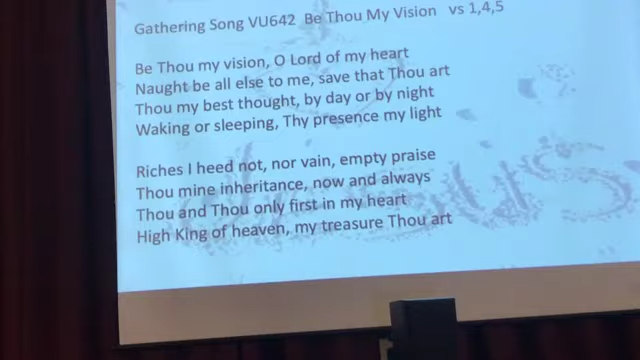 Gathering Song VU642 Be Thou My Vision vs 1,4,5
Be Thou my vision, O Lord of my heart
Naught be all else to me, save that Thou art
Thou my best thought, by day or by night
Waking or sleeping, Thy presence my light
Riches I heed not, nor vain, empty praise
Thou mine inheritance, now and always
Thou and Thou only first in my heart
High King of heaven, my treasure Thou art